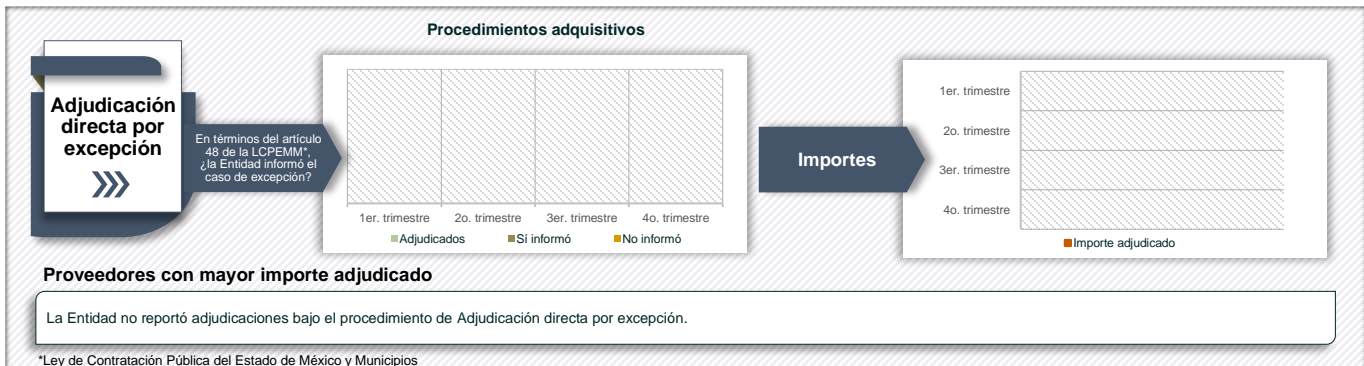 Procedimientos adquisitivos
Adjudicación
directa por
excepción
En términos del artículo
48 de la LCPEMM*,
¿la Entidad informó el
caso de excepción?
1er. trimestre 2o. trimestre 3er. trimestre 4o. trimestre
Adjudicados Sí informó No informó
Importes
1er. trimestre
2o. trimestre
3er. trimestre
4o. trimestre
Importe adjudicado
Proveedores con mayor importe adjudicado
La Entidad no reportó adjudicaciones bajo el procedimiento de Adjudicación directa por excepción.
*Ley de Contratación Pública del Estado de México y Municipios